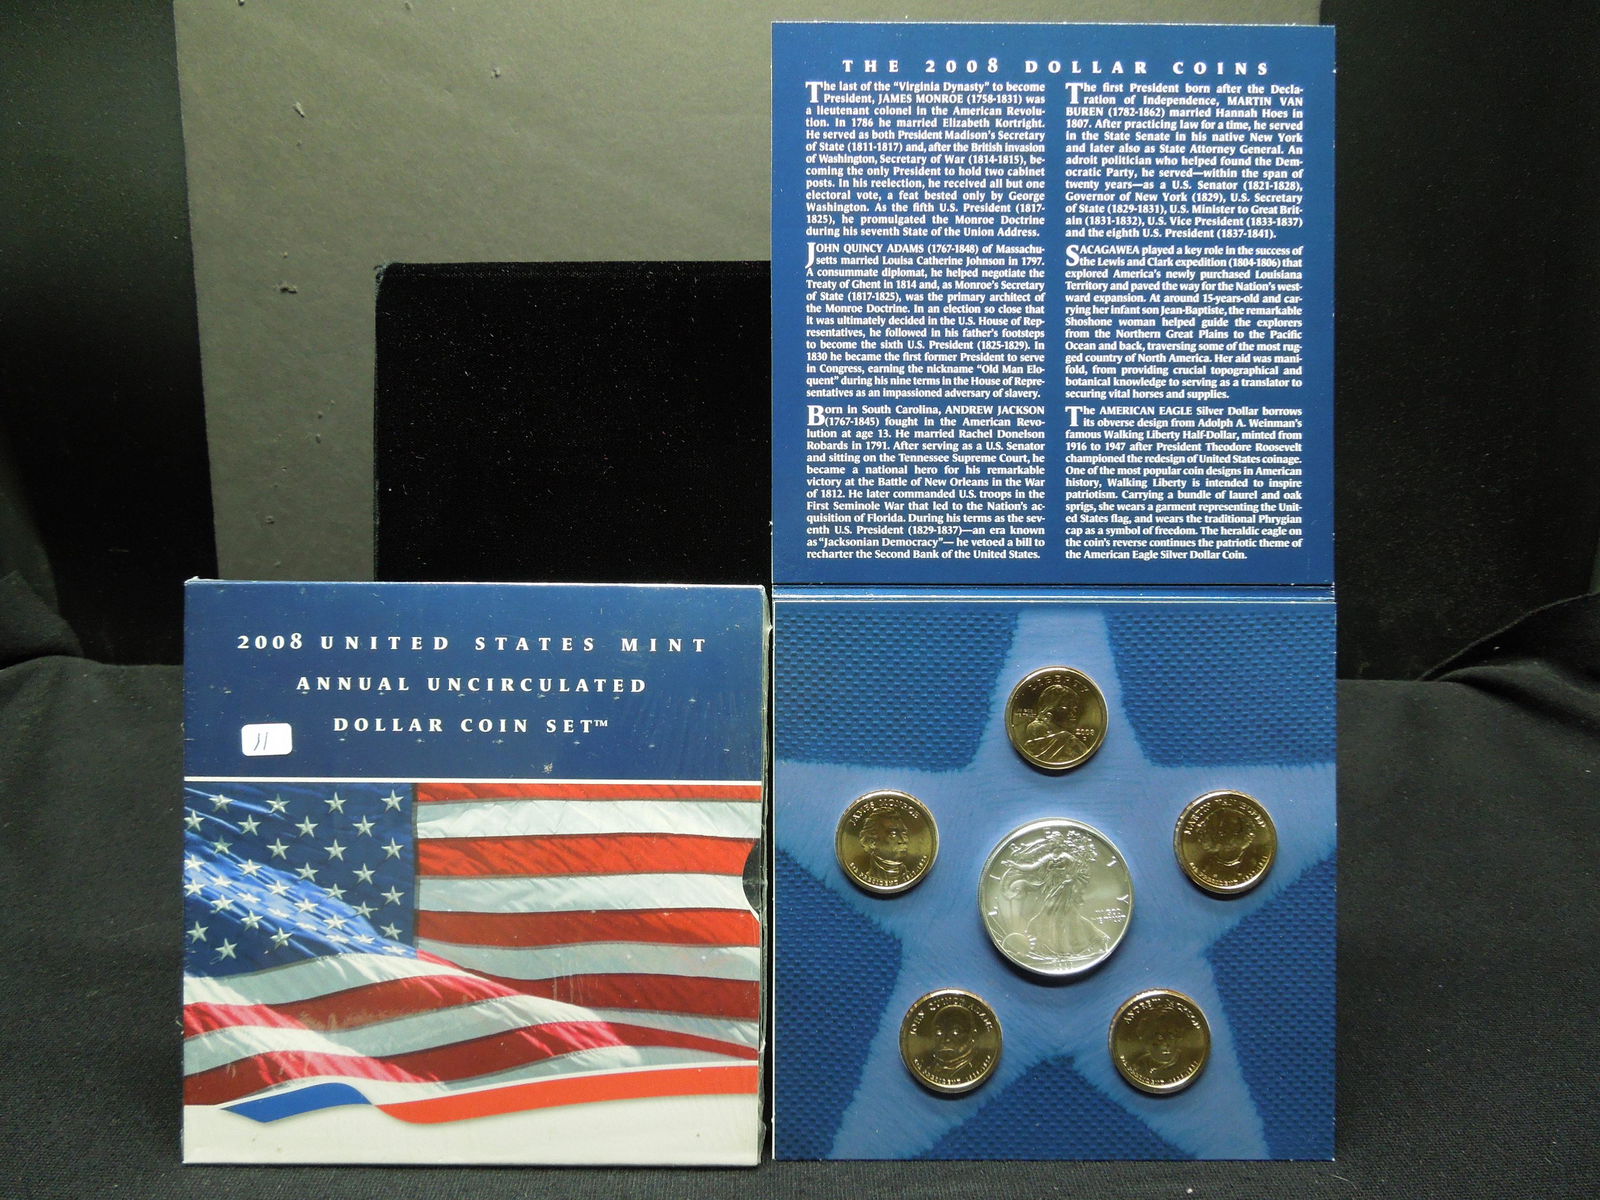 THE 2008 DOLLAR COINS
The last of the "Virginia Dynasty" to become
President, JAMES MONROE (1758-1831) was
a lieutenant colonel in the American Revolu-
tion. In 1786 he married Elizabeth Kortright.
He served as both President Madison's Secretary
of State (1811-1817) and, after the British invasion
of Washington, Secretary of War (1814-1815), be-
coming the only President to hold two cabinet
posts. In his reelection, he received all but one
electoral vote, a feat bested only by George
Washington. As the fifth U.S. President (1817-
1825), he promulgated the Monroe Doctrine
during his seventh State of the Union Address.
JOHN QUINCY ADAMS (1767-1848) of Massachu-
setts married Louisa Catherine Johnson in 1797.
A consummate diplomat, he helped negotiate the
Treaty of Ghent in 1814 and, as Monroe's Secretary
of State (1817-1825), was the primary architect of
the Monroe Doctrine. In an election so close that
it was ultimately decided in the U.S. House of Rep-
resentatives, he followed in his father's footsteps
to become the sixth U.S. President (1825-1829). In
1830 he became the first former President to serve
in Congress, earning the nickname "Old Man Elo-
quent" during his nine terms in the House of Repre-
sentatives as an impassioned adversary of slavery.
Born in South Carolina, ANDREW JACKSON
(1767-1845) fought in the American Revo-
lution at age 13. He married Rachel Donelson
Robards in 1791. After serving as a U.S. Senator
and sitting on the Tennessee Supreme Court, he
became a national hero for his remarkable
victory at the Battle of New Orleans in the War
of 1812. He later commanded U.S. troops in the
First Seminole War that led to the Nation's ac-
quisition of Florida. During his terms as the sev-
enth U.S. President (1829-1837)—an era known
as "Jacksonian Democracy"— he vetoed a bill to
recharter the Second Bank of the United States.
The first President born after the Decla-
ration of Independence, MARTIN VAN
BUREN (1782-1862) married Hannah Hoes in
1807. After practicing law for a time, he served
in the State Senate in his native New York
and later also as State Attorney General. An
adroit politician who helped found the Dem-
ocratic Party, he served—within the span of
twenty years—as a U.S. Senator (1821-1828),
Governor of New York (1829), U.S. Secretary
of State (1829-1831), U.S. Minister to Great Brit-
ain (1831-1832), U.S. Vice President (1833-1837)
and the eighth U.S. President (1837-1841).
SACAGAWEA played a key role in the success of
the Lewis and Clark expedition (1804-1806) that
explored America's newly purchased Louisiana
Territory and paved the way for the Nation's west-
ward expansion. At around 15-years-old and car-
rying her infant son Jean-Baptiste, the remarkable
Shoshone woman helped guide the explorers
from the Northern Great Plains to the Pacific
Ocean and back, traversing some of the most rug-
ged country of North America. Her aid was mani-
fold, from providing crucial topographical and
botanical knowledge to serving as a translator to
securing vital horses and supplies.
The AMERICAN EAGLE Silver Dollar borrows
its obverse design from Adolph A. Weinman's
famous Walking Liberty Half-Dollar, minted from
1916 to 1947 after President Theodore Roosevelt
championed the redesign of United States coinage.
One of the most popular coin designs in American
history, Walking Liberty is intended to inspire
patriotism. Carrying a bundle of laurel and oak
sprigs, she wears a garment representing the Unit-
ed States flag, and wears the traditional Phrygian
cap as a symbol of freedom. The heraldic eagle on
the coin's reverse continues the patriotic theme of
the American Eagle Silver Dollar Coin.
2008 UNITED STATES MINT
ANNUAL UNCIRCULATED
DOLLAR COIN SET™
11
LIBERTY
2008
JAMES MONROE
MARTIN VAN BUREN
LIBERTY
JOHN QUINCY ADAMS
ANDREW JACKSON